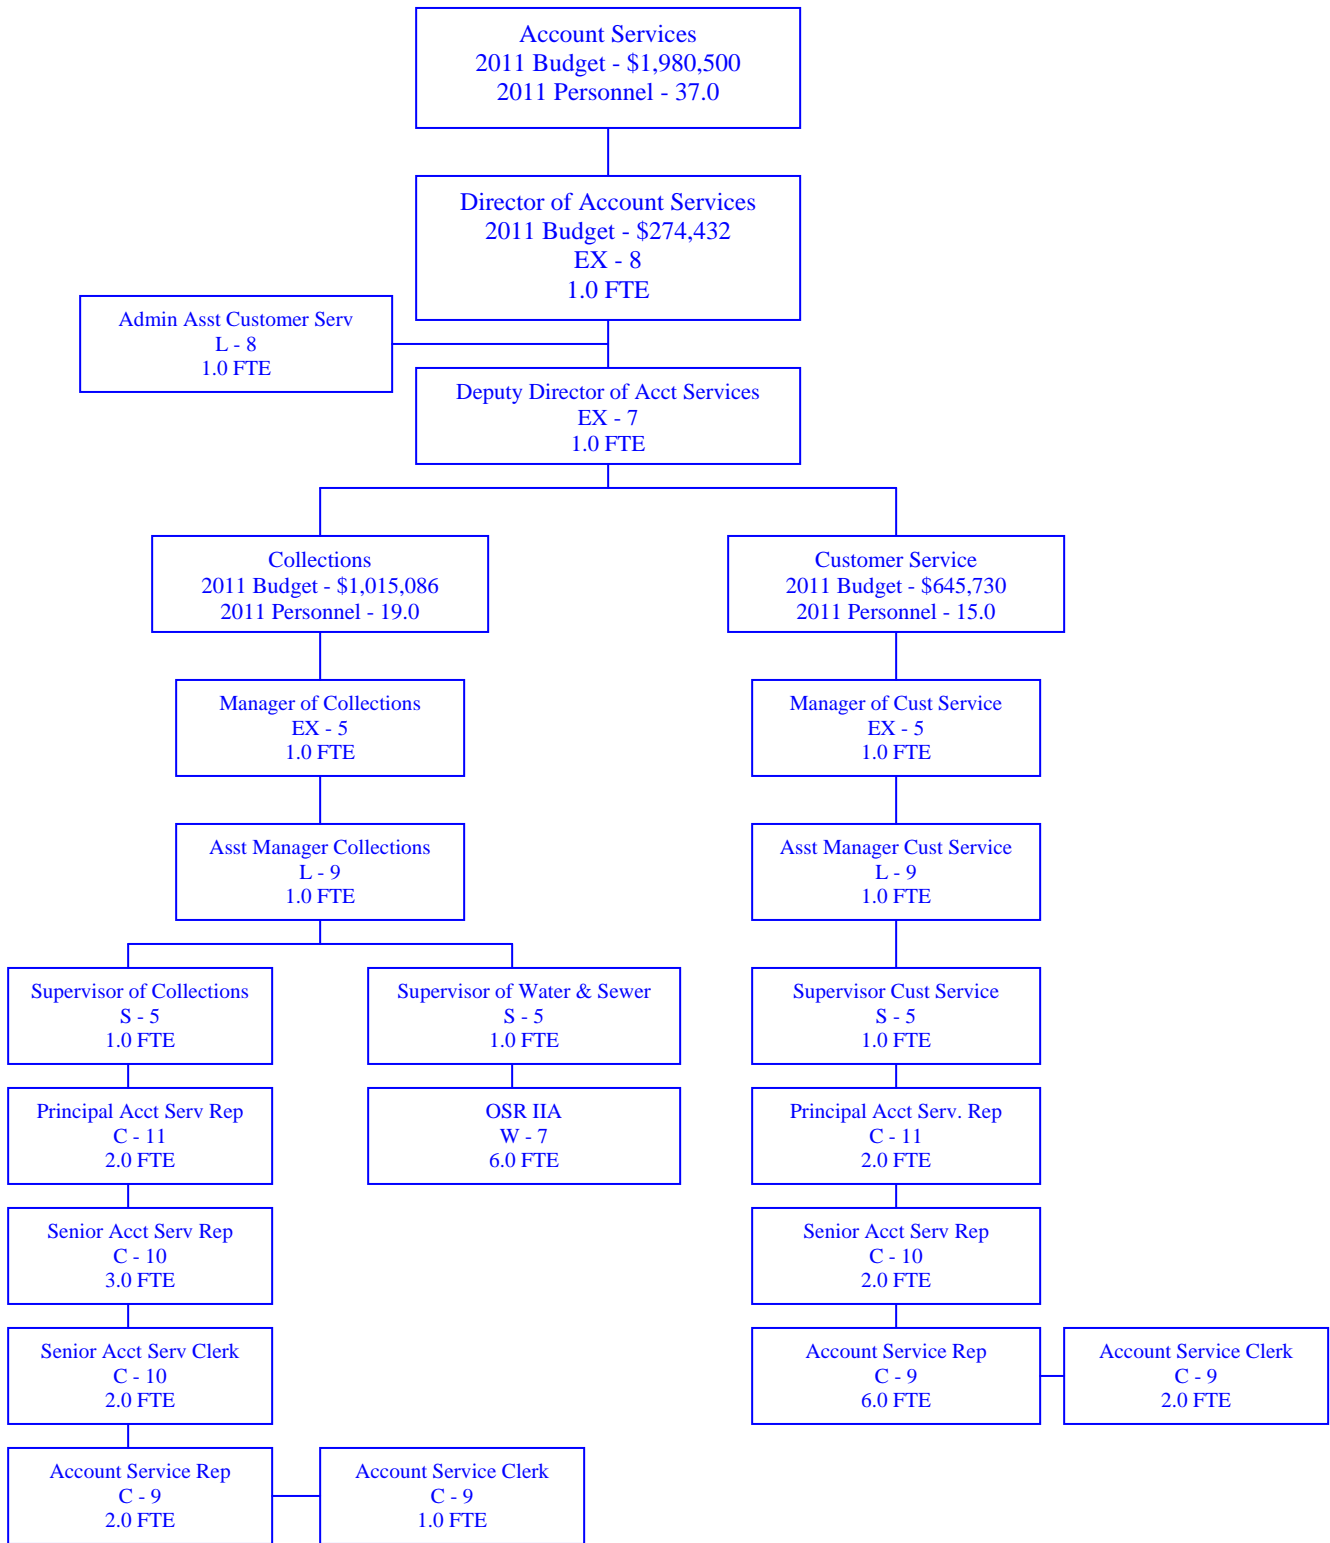 Account Services
2011 Budget - $1,980,500
2011 Personnel - 37.0
Director of Account Services
2011 Budget - $274,432
EX - 8
1.0 FTE
Admin Asst Customer Serv
L - 8
1.0 FTE
Deputy Director of Acct Services
EX - 7
1.0 FTE
Collections
2011 Budget - $1,015,086
2011 Personnel - 19.0
Customer Service
2011 Budget - $645,730
2011 Personnel - 15.0
Manager of Collections
EX - 5
1.0 FTE
Manager of Cust Service
EX - 5
1.0 FTE
Asst Manager Collections
L - 9
1.0 FTE
Asst Manager Cust Service
L - 9
1.0 FTE
Supervisor of Collections
S - 5
1.0 FTE
Supervisor of Water & Sewer
S - 5
1.0 FTE
Supervisor Cust Service
S - 5
1.0 FTE
Principal Acct Serv Rep
C - 11
2.0 FTE
OSR IIA
W - 7
6.0 FTE
Principal Acct Serv. Rep
C - 11
2.0 FTE
Senior Acct Serv Rep
C - 10
3.0 FTE
Senior Acct Serv Rep
C - 10
2.0 FTE
Senior Acct Serv Clerk
C - 10
2.0 FTE
Account Service Rep
C - 9
6.0 FTE
Account Service Clerk
C - 9
2.0 FTE
Account Service Rep
C - 9
2.0 FTE
Account Service Clerk
C - 9
1.0 FTE